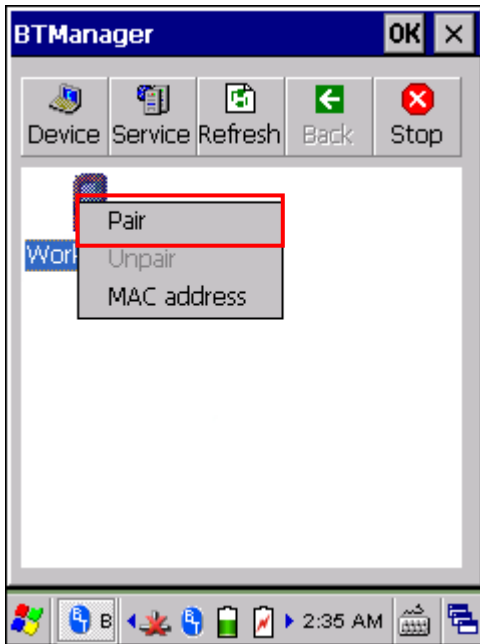 BTManager OK
Device Service Refresh Back Stop
Pair
Unpair
MAC address
B 2:35 AM